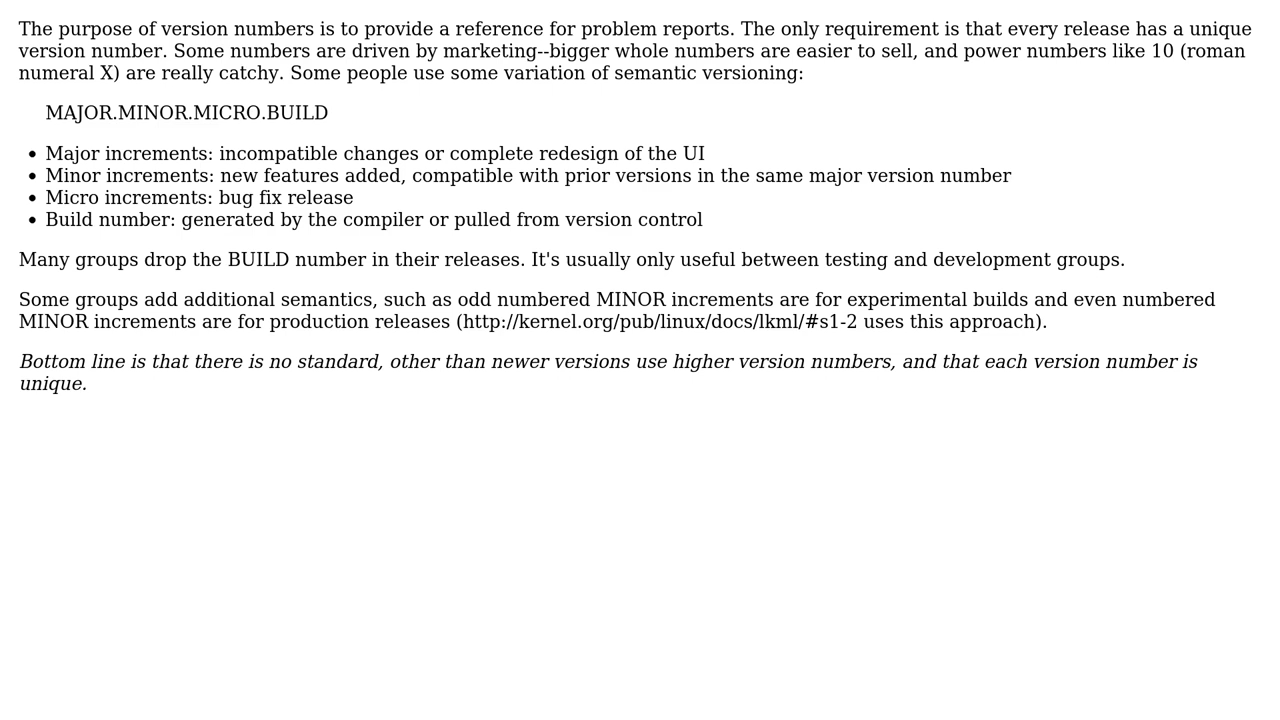 The purpose of version numbers is to provide a reference for problem reports. The only requirement is that every release has a unique
version number. Some numbers are driven by marketing--bigger whole numbers are easier to sell, and power numbers like 10 (roman
numeral X) are really catchy. Some people use some variation of semantic versioning:
MAJOR.MINOR.MICRO.BUILD
• Major increments: incompatible changes or complete redesign of the UI
• Minor increments: new features added, compatible with prior versions in the same major version number
• Micro increments: bug fix release
• Build number: generated by the compiler or pulled from version control
Many groups drop the BUILD number in their releases. It's usually only useful between testing and development groups.
Some groups add additional semantics, such as odd numbered MINOR increments are for experimental builds and even numbered
MINOR increments are for production releases (http://kernel.org/pub/linux/docs/lkml/#s1-2 uses this approach).
Bottom line is that there is no standard, other than newer versions use higher version numbers, and that each version number is
unique.